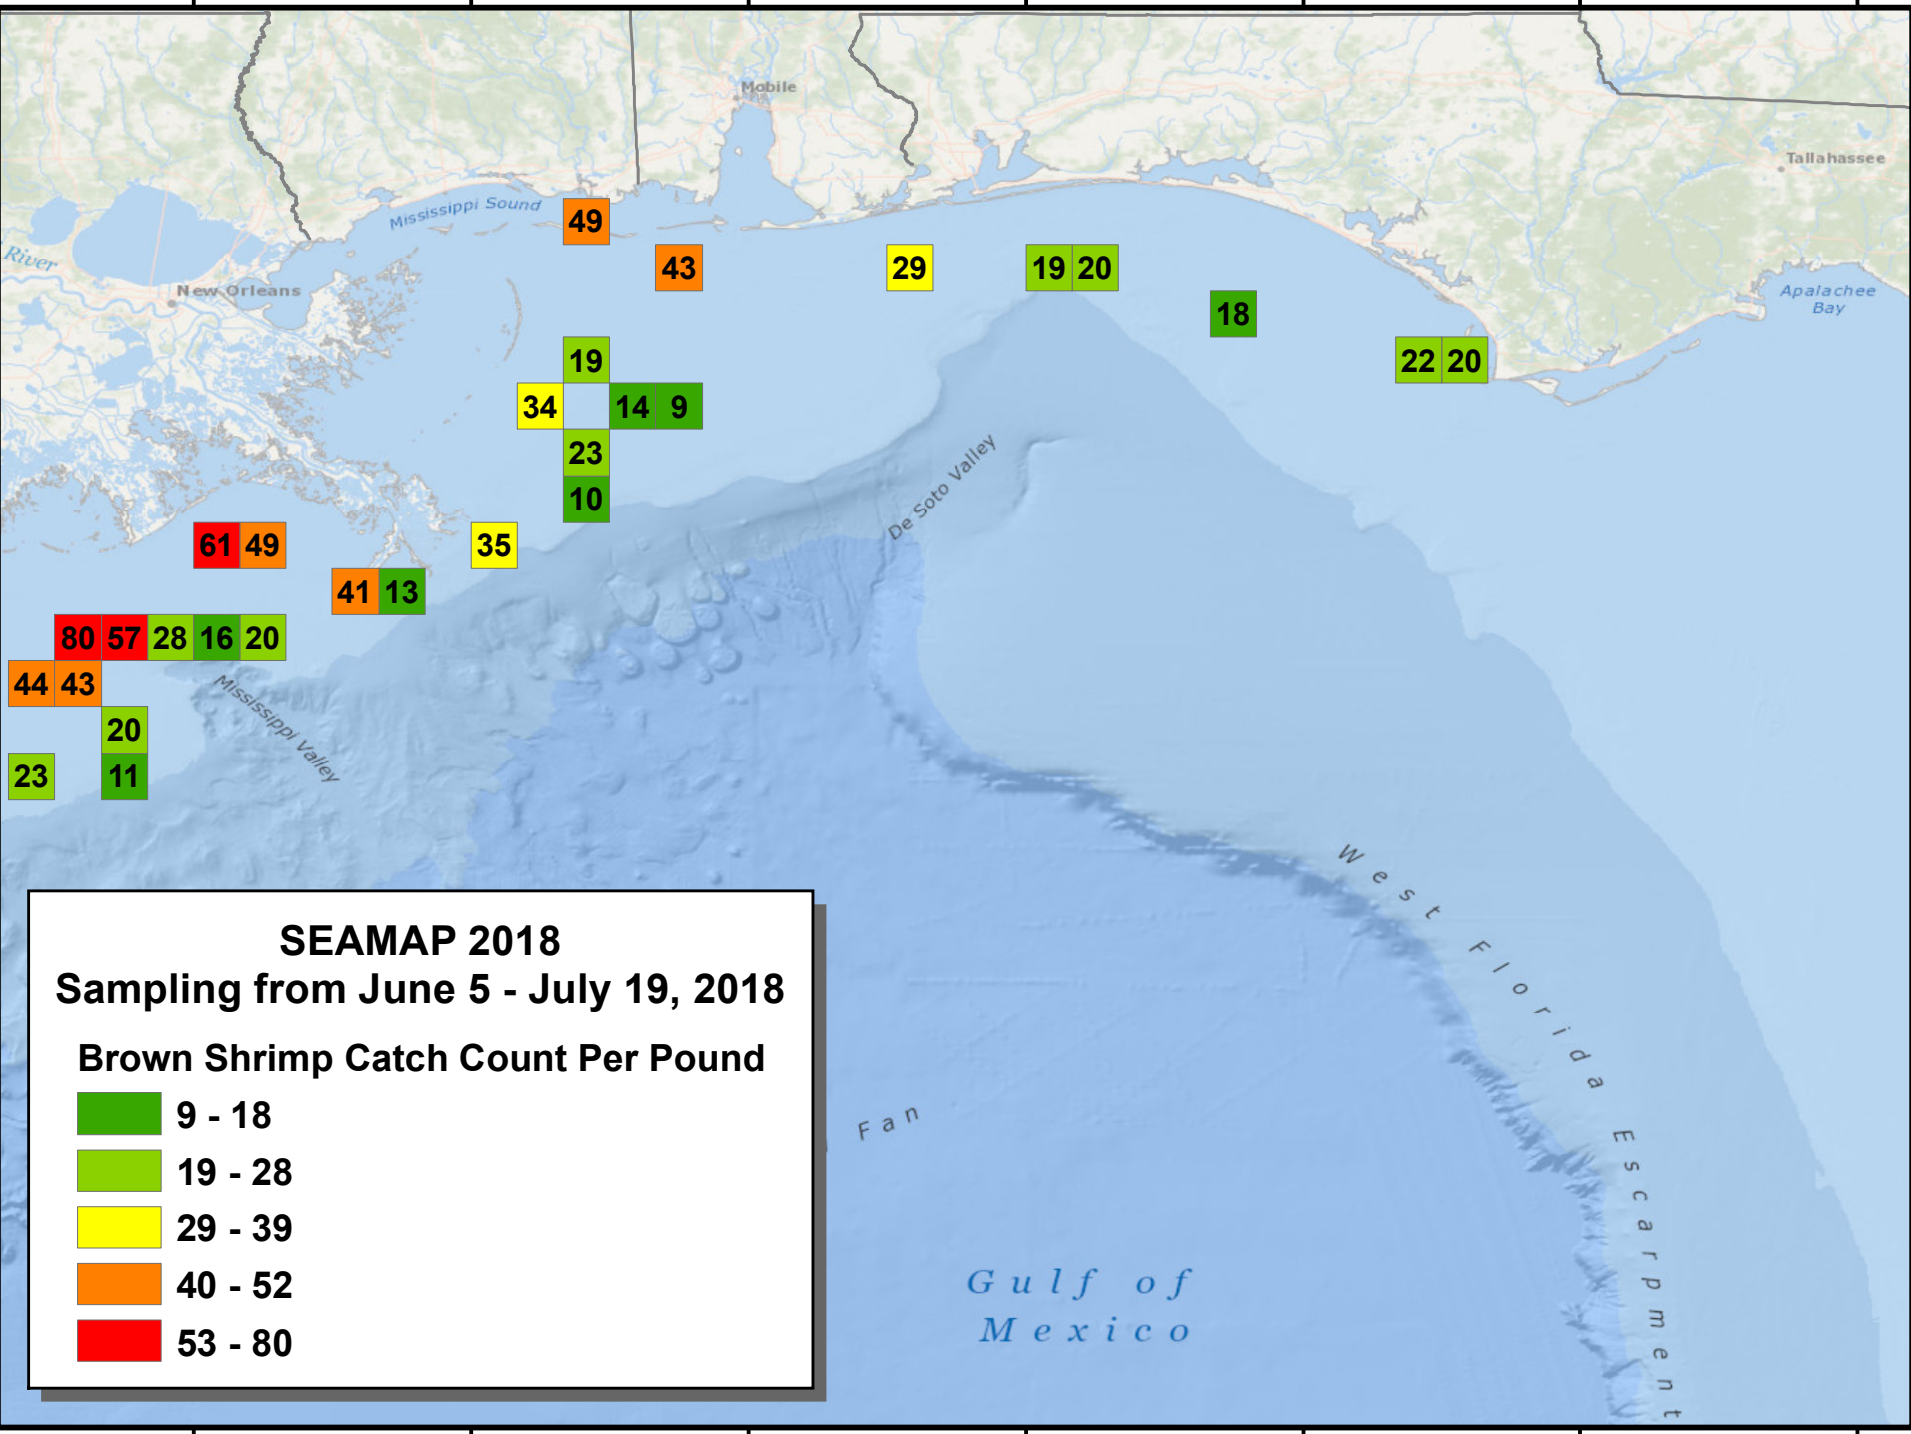 Mobile
Tallahassee
Mississippi Sound
49
River
43
29
19 20
New Orleans
Apalachee
Bay
18
19
22 20
34
14 9
23
De Soto Valley
10
61 49
35
41 13
80 57 28 16 20
44 43
Mississippi Valley
20
23
11
West Florida Escarpment
SEAMAP 2018
Sampling from June 5 - July 19, 2018
Brown Shrimp Catch Count Per Pound
9 - 18
19 - 28
29 - 39
40 - 52
53 - 80
Fan
Gulf of
Mexico